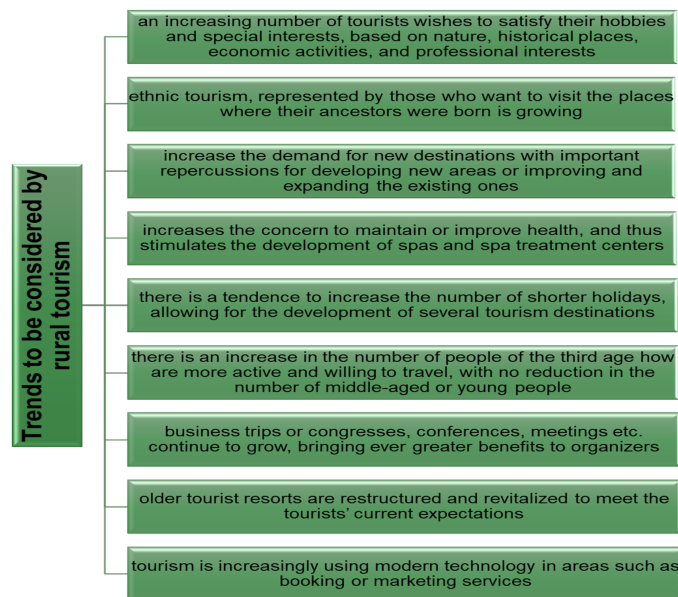 Trends to be considered by
rural tourism
an increasing number of tourists wishes to satisfy their hobbies
and special interests, based on nature, historical places,
economic activities, and professional interests
ethnic tourism, represented by those who want to visit the places
where their ancestors were born is growing
increase the demand for new destinations with important
repercussions for developing new areas or improving and
expanding the existing ones
increases the concern to maintain or improve health, and thus
stimulates the development of spas and spa treatment centers
there is a tendence to increase the number of shorter holidays,
allowing for the development of several tourism destinations
there is an increase in the number of people of the third age how
are more active and willing to travel, with no reduction in the
number of middle-aged or young people
business trips or congresses, conferences, meetings etc.
continue to grow, bringing ever greater benefits to organizers
older tourist resorts are restructured and revitalized to meet the
tourists' current expectations
tourism is increasingly using modern technology in areas such as
booking or marketing services